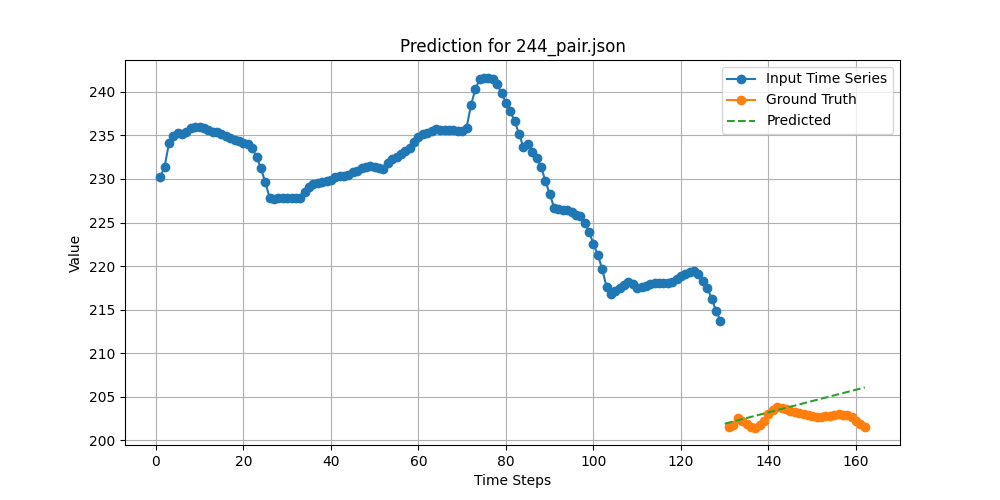 Prediction for 244_pair.json
Input Time Series
Ground Truth
Predicted
Value
240
235
230
225
220
215
210
205
200
0 20 40 60 80 100 120 140 160
Time Steps